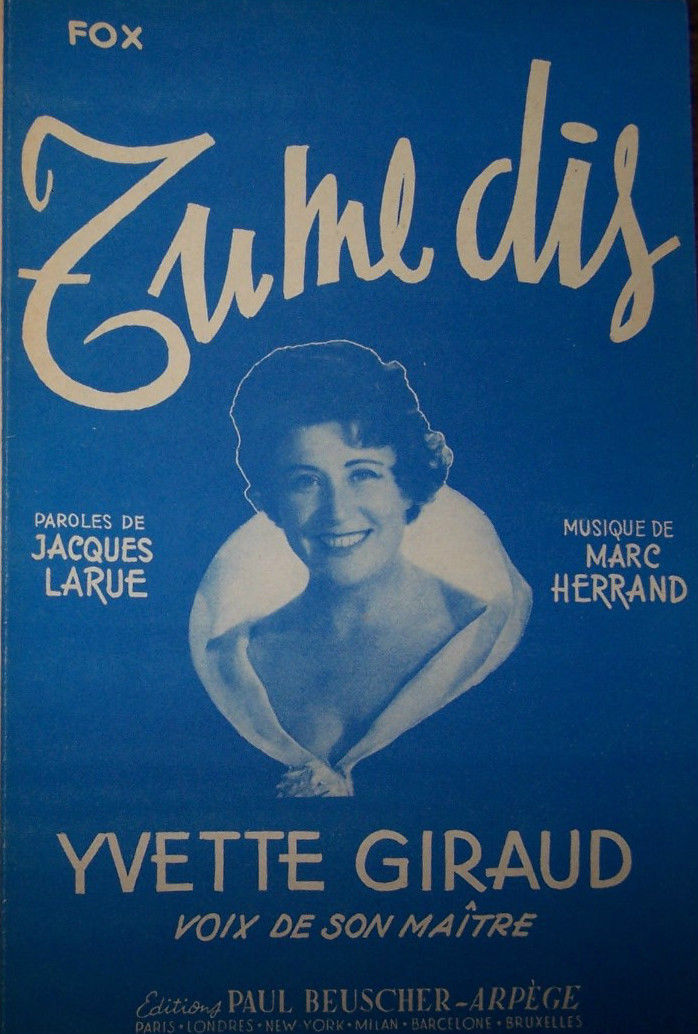 FOX
Tu me dis
PAROLES DE
JACQUES
LARUE
MUSIQUE DE
MARC
HERRAND
YVETTE GIRAUD
VOIX DE SON MAÎTRE
Editions PAUL BEUSCHER-ARPÈGE
PARIS • LONDRES • NEW-YORK • MILAN • BARCELONE • BRUXELLES